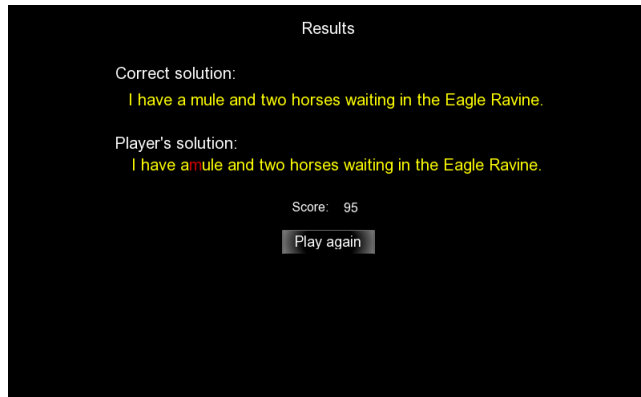 Results
Correct solution:
I have a mule and two horses waiting in the Eagle Ravine.
Player's solution:
I have amule and two horses waiting in the Eagle Ravine.
Score: 95
Play again